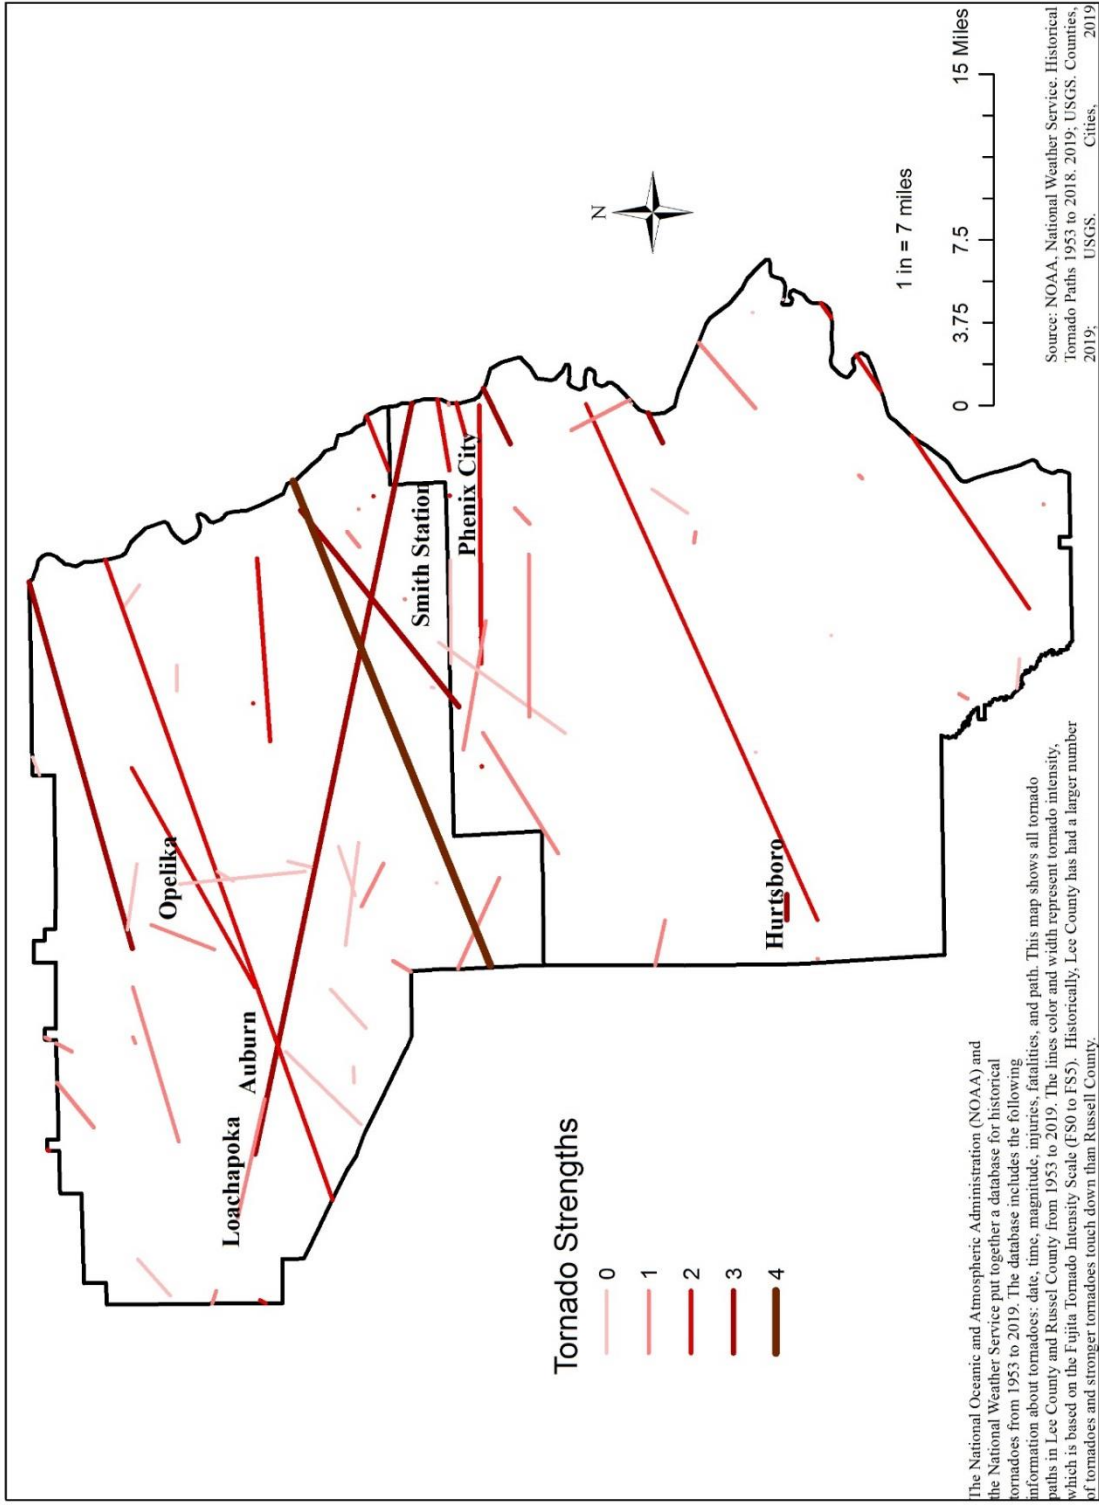 Loachapoka
Auburn
Opelika
Smith Station
Phenix City
Hurtsboro
N
Tornado Strengths
0
1
2
3
4
1 in = 7 miles
0 3.75 7.5 15 Miles
The National Oceanic and Atmospheric Administration (NOAA) and
the National Weather Service put together a database for historical
tornadoes from 1953 to 2019. The database includes the following
information about tornadoes: date, time, magnitude, injuries, fatalities, and path. This map shows all tornado
paths in Lee County and Russel County from 1953 to 2019. The lines color and width represent tornado intensity,
which is based on the Fujita Tornado Intensity Scale (FS0 to FS5). Historically, Lee County has had a larger number
of tornadoes and stronger tornadoes touch down than Russell County.
Source: NOAA, National Weather Service. Historical
Tornado Paths 1953 to 2018. 2019; USGS. Counties,
2019; USGS. Cities, 2019